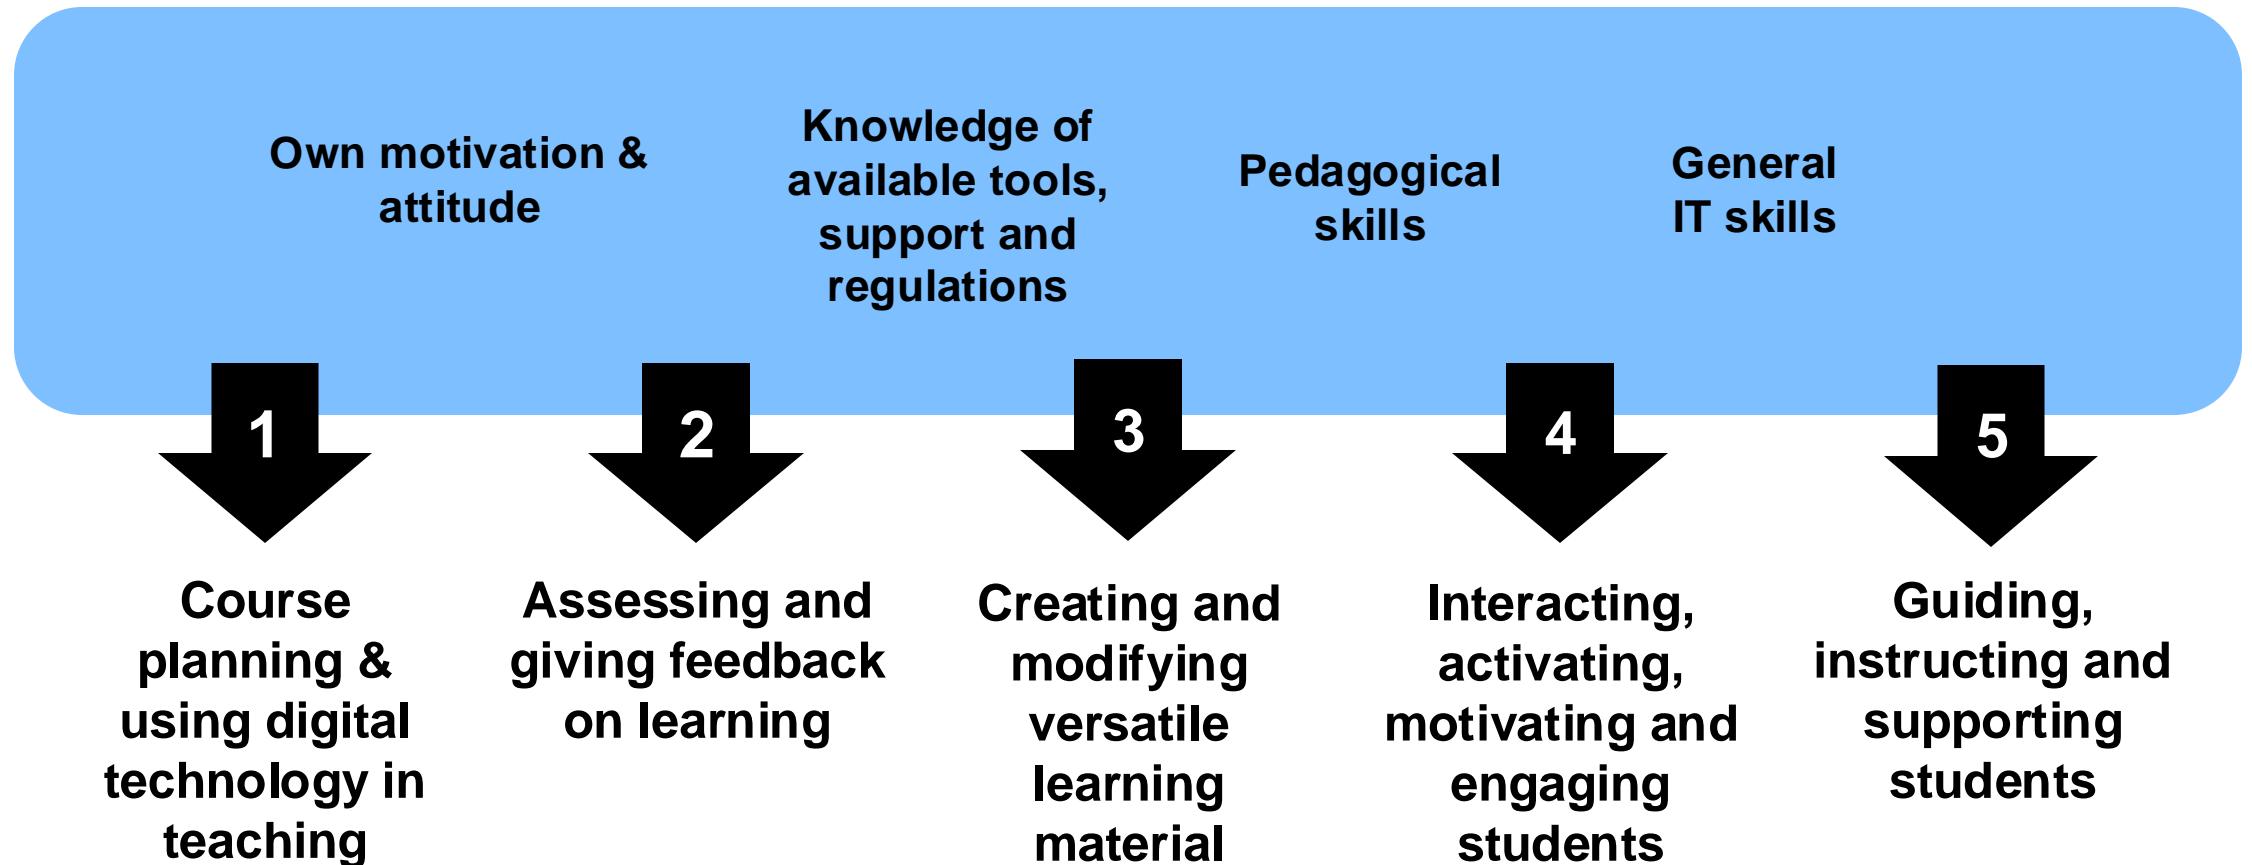 Own motivation &
attitude
Knowledge of
available tools,
support and
regulations
Pedagogical
skills
General
IT skills
1
2
3
4
5
Course
planning &
using digital
technology in
teaching
Assessing and
giving feedback
on learning
Creating and
modifying
versatile
learning
material
Interacting,
activating,
motivating and
engaging
students
Guiding,
instructing and
supporting
students